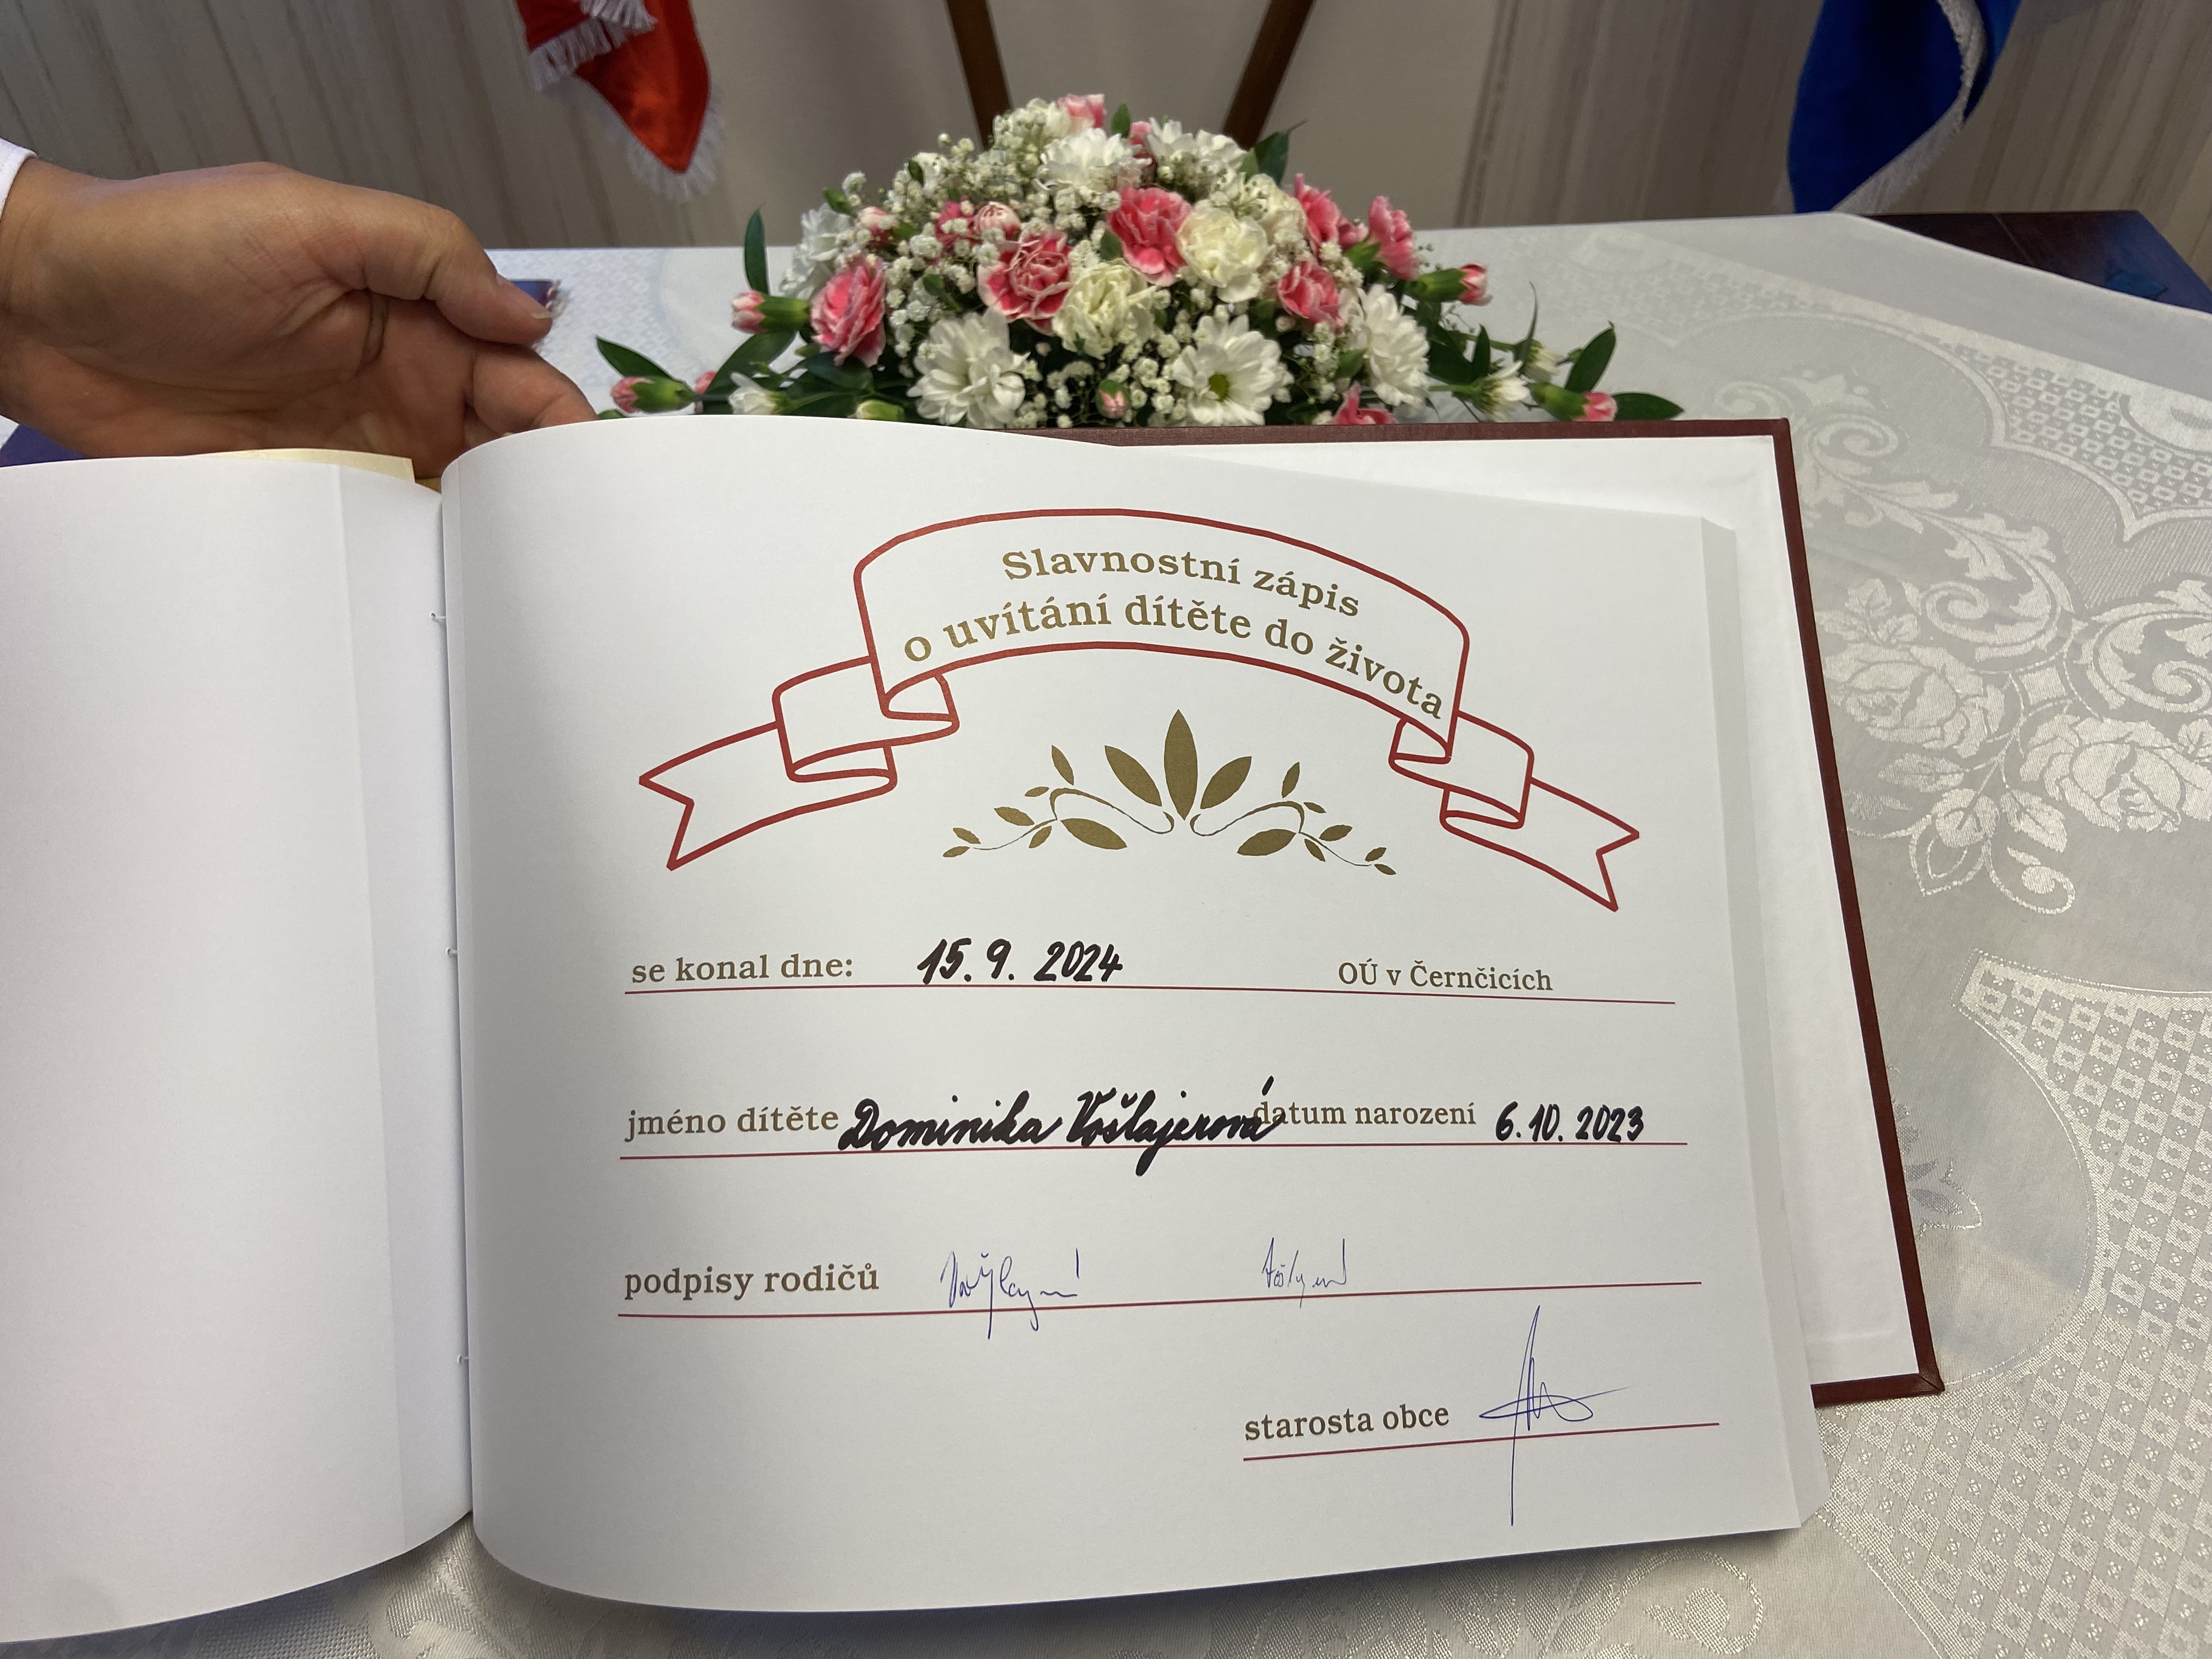 Slavnostní zápis
o uvítání dítěte do života
se konal dne: 15. 9. 2024 OÚ v Černčicích
jméno dítěte Dominika Vošlajerová datum narození 6. 10. 2023
podpisy rodičů
starosta obce